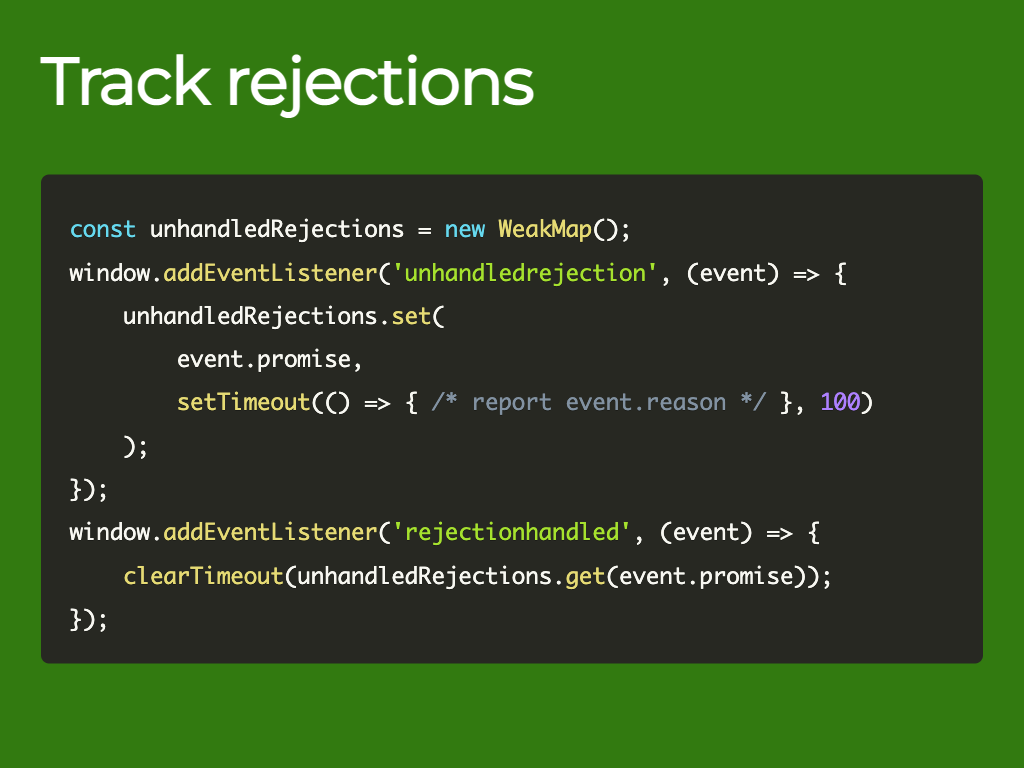 Track rejections
const unhandledRejections = new WeakMap();
window.addEventListener('unhandledrejection', (event) => {
    unhandledRejections.set(
        event.promise,
        setTimeout(() => { /* report event.reason */ }, 100)
    );
});
window.addEventListener('rejectionhandled', (event) => {
    clearTimeout(unhandledRejections.get(event.promise));
});